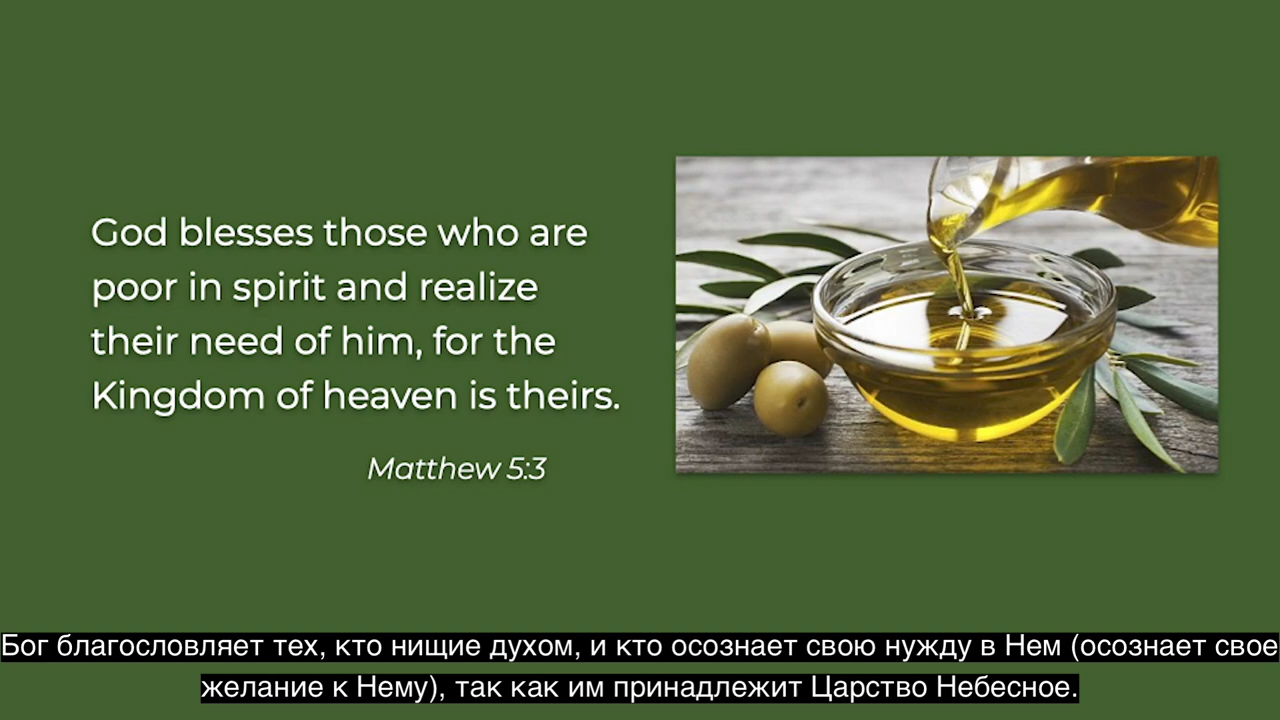 God blesses those who are
poor in spirit and realize
their need of him, for the
Kingdom of heaven is theirs.
Matthew 5:3
Бог благословляет тех, кто нищие духом, и кто осознает свою нужду в Нем (осознает свое
желание к Нему), так как им принадлежит Царство Небесное.